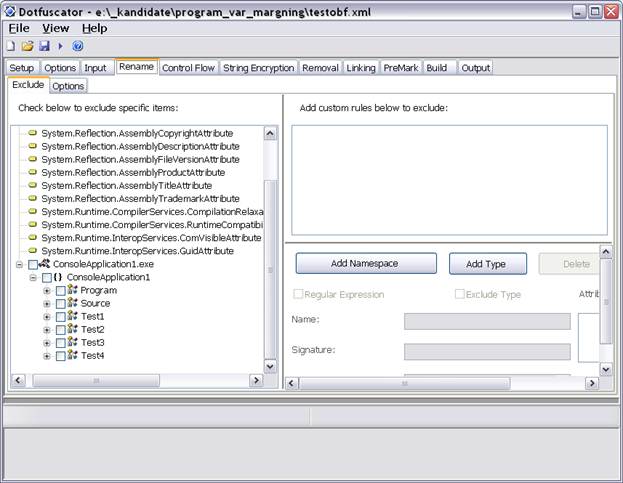 Dotfuscator - e:\_kandidate\program_var_margning\testobf.xml
File View Help
Setup Options Input Rename Control Flow String Encryption Removal Linking PreMark Build Output
Exclude Options
Check below to exclude specific items:
System.Reflection.AssemblyCopyrightAttribute
System.Reflection.AssemblyDescriptionAttribute
System.Reflection.AssemblyFileVersionAttribute
System.Reflection.AssemblyProductAttribute
System.Reflection.AssemblyTitleAttribute
System.Reflection.AssemblyTrademarkAttribute
System.Runtime.CompilerServices.CompilationRelaxa
System.Runtime.CompilerServices.RuntimeCompatibi
System.Runtime.InteropServices.ComVisibleAttribute
System.Runtime.InteropServices.GuidAttribute
ConsoleApplication1.exe
{} ConsoleApplication1
Program
Source
Test1
Test2
Test3
Test4
Add custom rules below to exclude:
Add Namespace Add Type Delete
Regular Expression Exclude Type Attrib
Name:
Signature: